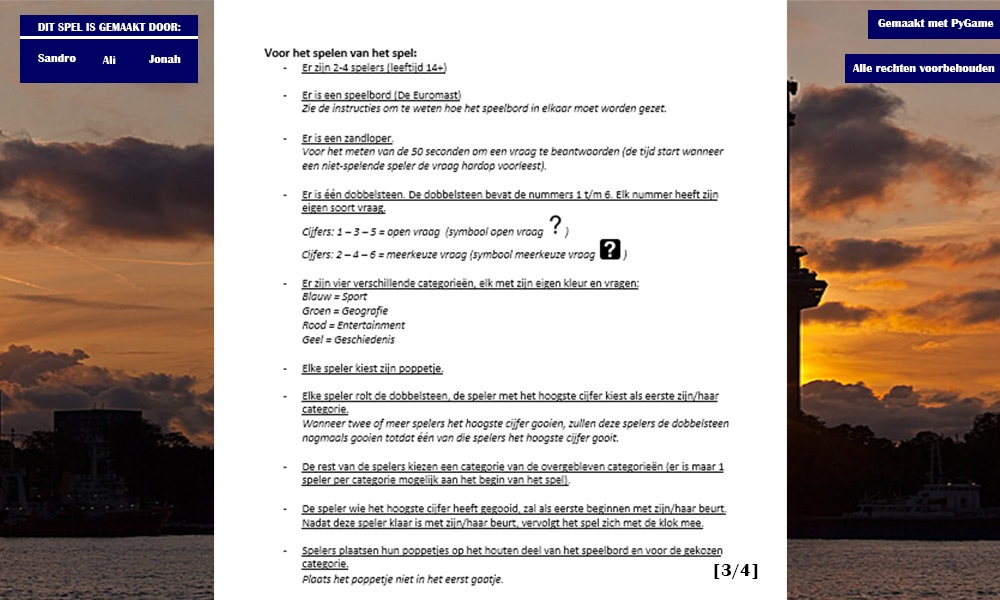 DIT SPEL IS GEMAAKT DOOR:
Sandro Ali Jonah
Gemaakt met PyGame
Alle rechten voorbehouden
Voor het spelen van het spel:
- Er zijn 2-4 spelers (leeftijd 14+)
- Er is een speelbord (De Euromast)
Zie de instructies om te weten hoe het speelbord in elkaar moet worden gezet.
- Er is een zandloper.
Voor het meten van de 50 seconden om een vraag te beantwoorden (de tijd start wanneer
een niet-spelende speler de vraag hardop voorleest).
- Er is één dobbelsteen. De dobbelsteen bevat de nummers 1 t/m 6. Elk nummer heeft zijn
eigen soort vraag.
Cijfers: 1 – 3 – 5 = open vraag (symbool open vraag ? )
Cijfers: 2 – 4 – 6 = meerkeuze vraag (symbool meerkeuze vraag ? )
- Er zijn vier verschillende categorieën, elk met zijn eigen kleur en vragen:
Blauw = Sport
Groen = Geografie
Rood = Entertainment
Geel = Geschiedenis
- Elke speler kiest zijn poppetje.
- Elke speler rolt de dobbelsteen, de speler met het hoogste cijfer kiest als eerste zijn/haar
categorie.
Wanneer twee of meer spelers het hoogste cijfer gooien, zullen deze spelers de dobbelsteen
nogmaals gooien totdat één van die spelers het hoogste cijfer gooit.
- De rest van de spelers kiezen een categorie van de overgebleven categorieën (er is maar 1
speler per categorie mogelijk aan het begin van het spel).
- De speler wie het hoogste cijfer heeft gegooid, zal als eerste beginnen met zijn/haar beurt.
Nadat deze speler klaar is met zijn/haar beurt, vervolgt het spel zich met de klok mee.
- Spelers plaatsen hun poppetjes op het houten deel van het speelbord en voor de gekozen
categorie.
Plaats het poppetje niet in het eerst gaatje.
[3/4]